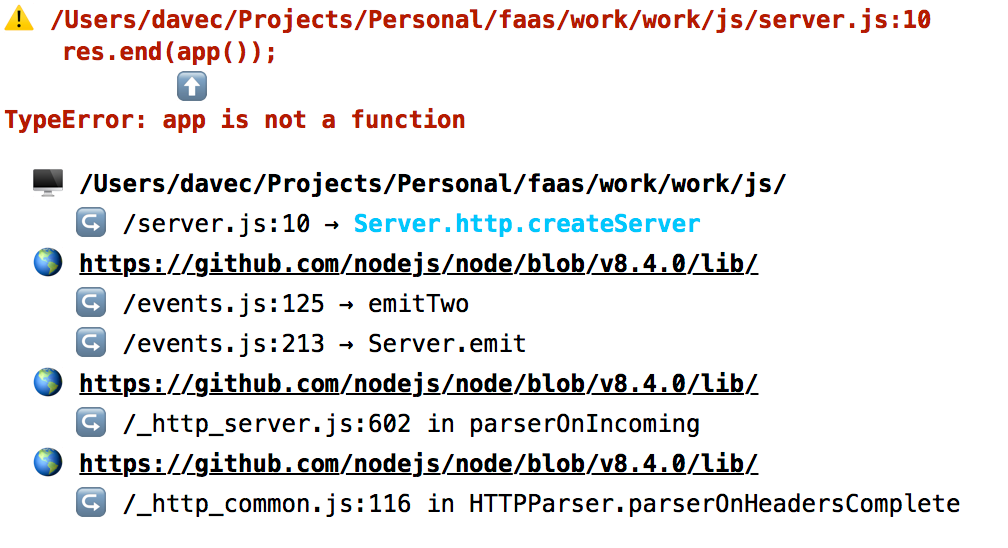 ⚠️ /Users/davec/Projects/Personal/faas/work/work/js/server.js:10
res.end(app());
⬆️
TypeError: app is not a function
🖥 /Users/davec/Projects/Personal/faas/work/work/js/
↪️ /server.js:10 → Server.http.createServer
🌎 https://github.com/nodejs/node/blob/v8.4.0/lib/
↪️ /events.js:125 → emitTwo
↪️ /events.js:213 → Server.emit
🌎 https://github.com/nodejs/node/blob/v8.4.0/lib/
↪️ /_http_server.js:602 in parserOnIncoming
🌎 https://github.com/nodejs/node/blob/v8.4.0/lib/
↪️ /_http_common.js:116 in HTTPParser.parserOnHeadersComplete